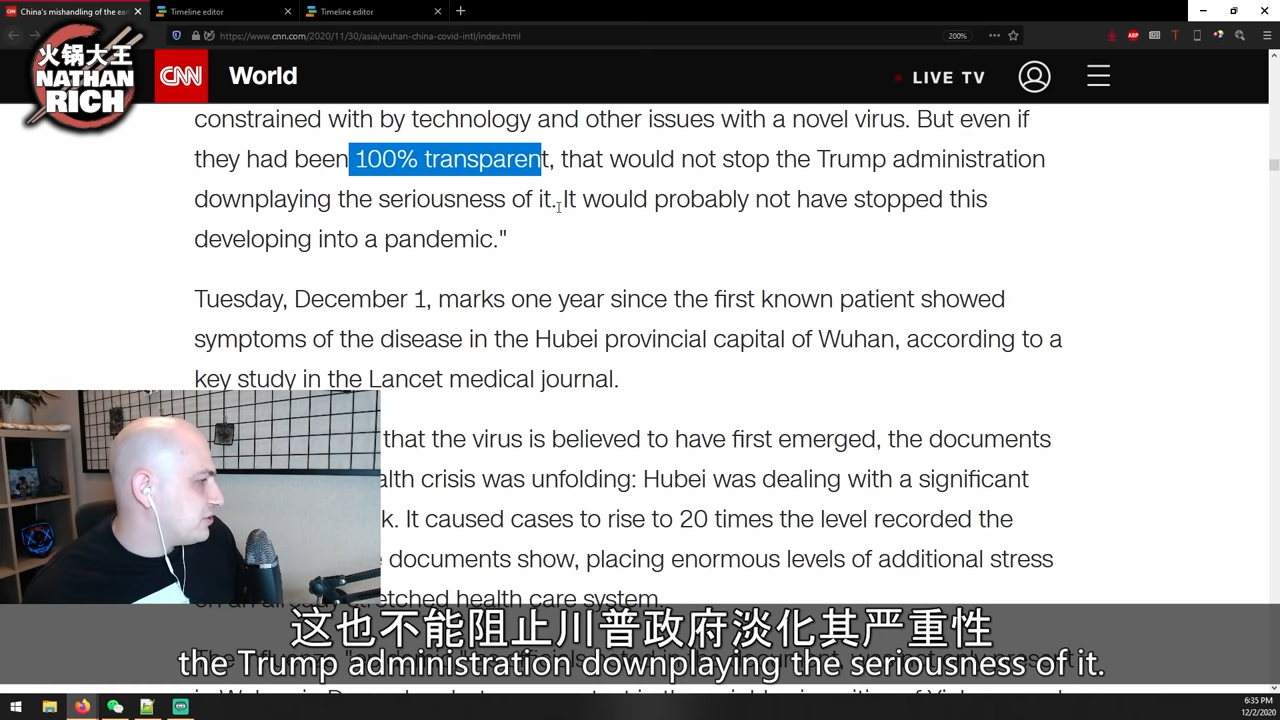 China's mishandling of the ear
Timeline editor
Timeline editor
https://www.cnn.com/2020/11/30/asia/wuhan-china-covid-intl/index.html
200%
火锅大王
NATHAN
RICH
CNN
World
LIVE TV
constrained with by technology and other issues with a novel virus. But even if
they had been 100% transparent, that would not stop the Trump administration
downplaying the seriousness of it. It would probably not have stopped this
developing into a pandemic."
Tuesday, December 1, marks one year since the first known patient showed
symptoms of the disease in the Hubei provincial capital of Wuhan, according to a
key study in the Lancet medical journal.
that the virus is believed to have first emerged, the documents
alth crisis was unfolding: Hubei was dealing with a significant
k. It caused cases to rise to 20 times the level recorded the
documents show, placing enormous levels of additional stress
on an already stretched health care system.
这也不能阻止川普政府淡化其严重性
the Trump administration downplaying the seriousness of it.
6:35 PM
12/2/2020